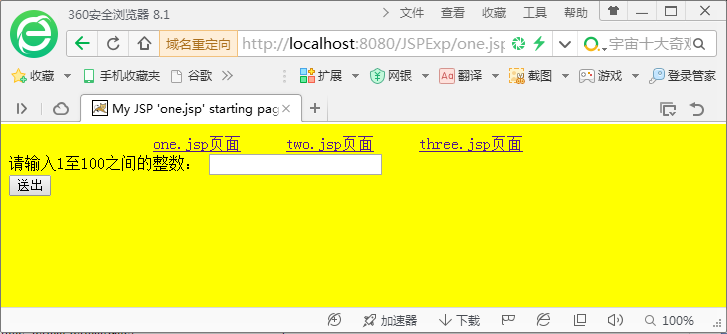 360安全浏览器 8.1 文件 查看 收藏 工具 帮助
域名重定向 http://localhost:8080/JSPExp/one.jsp 宇宙十大奇观
收藏 手机收藏夹 谷歌 扩展 网银 Aa 翻译 截图 游戏 登录管家
My JSP 'one.jsp' starting pag
one.jsp页面 two.jsp页面 three.jsp页面
请输入1至100之间的整数：
送出
加速器 下载 100%